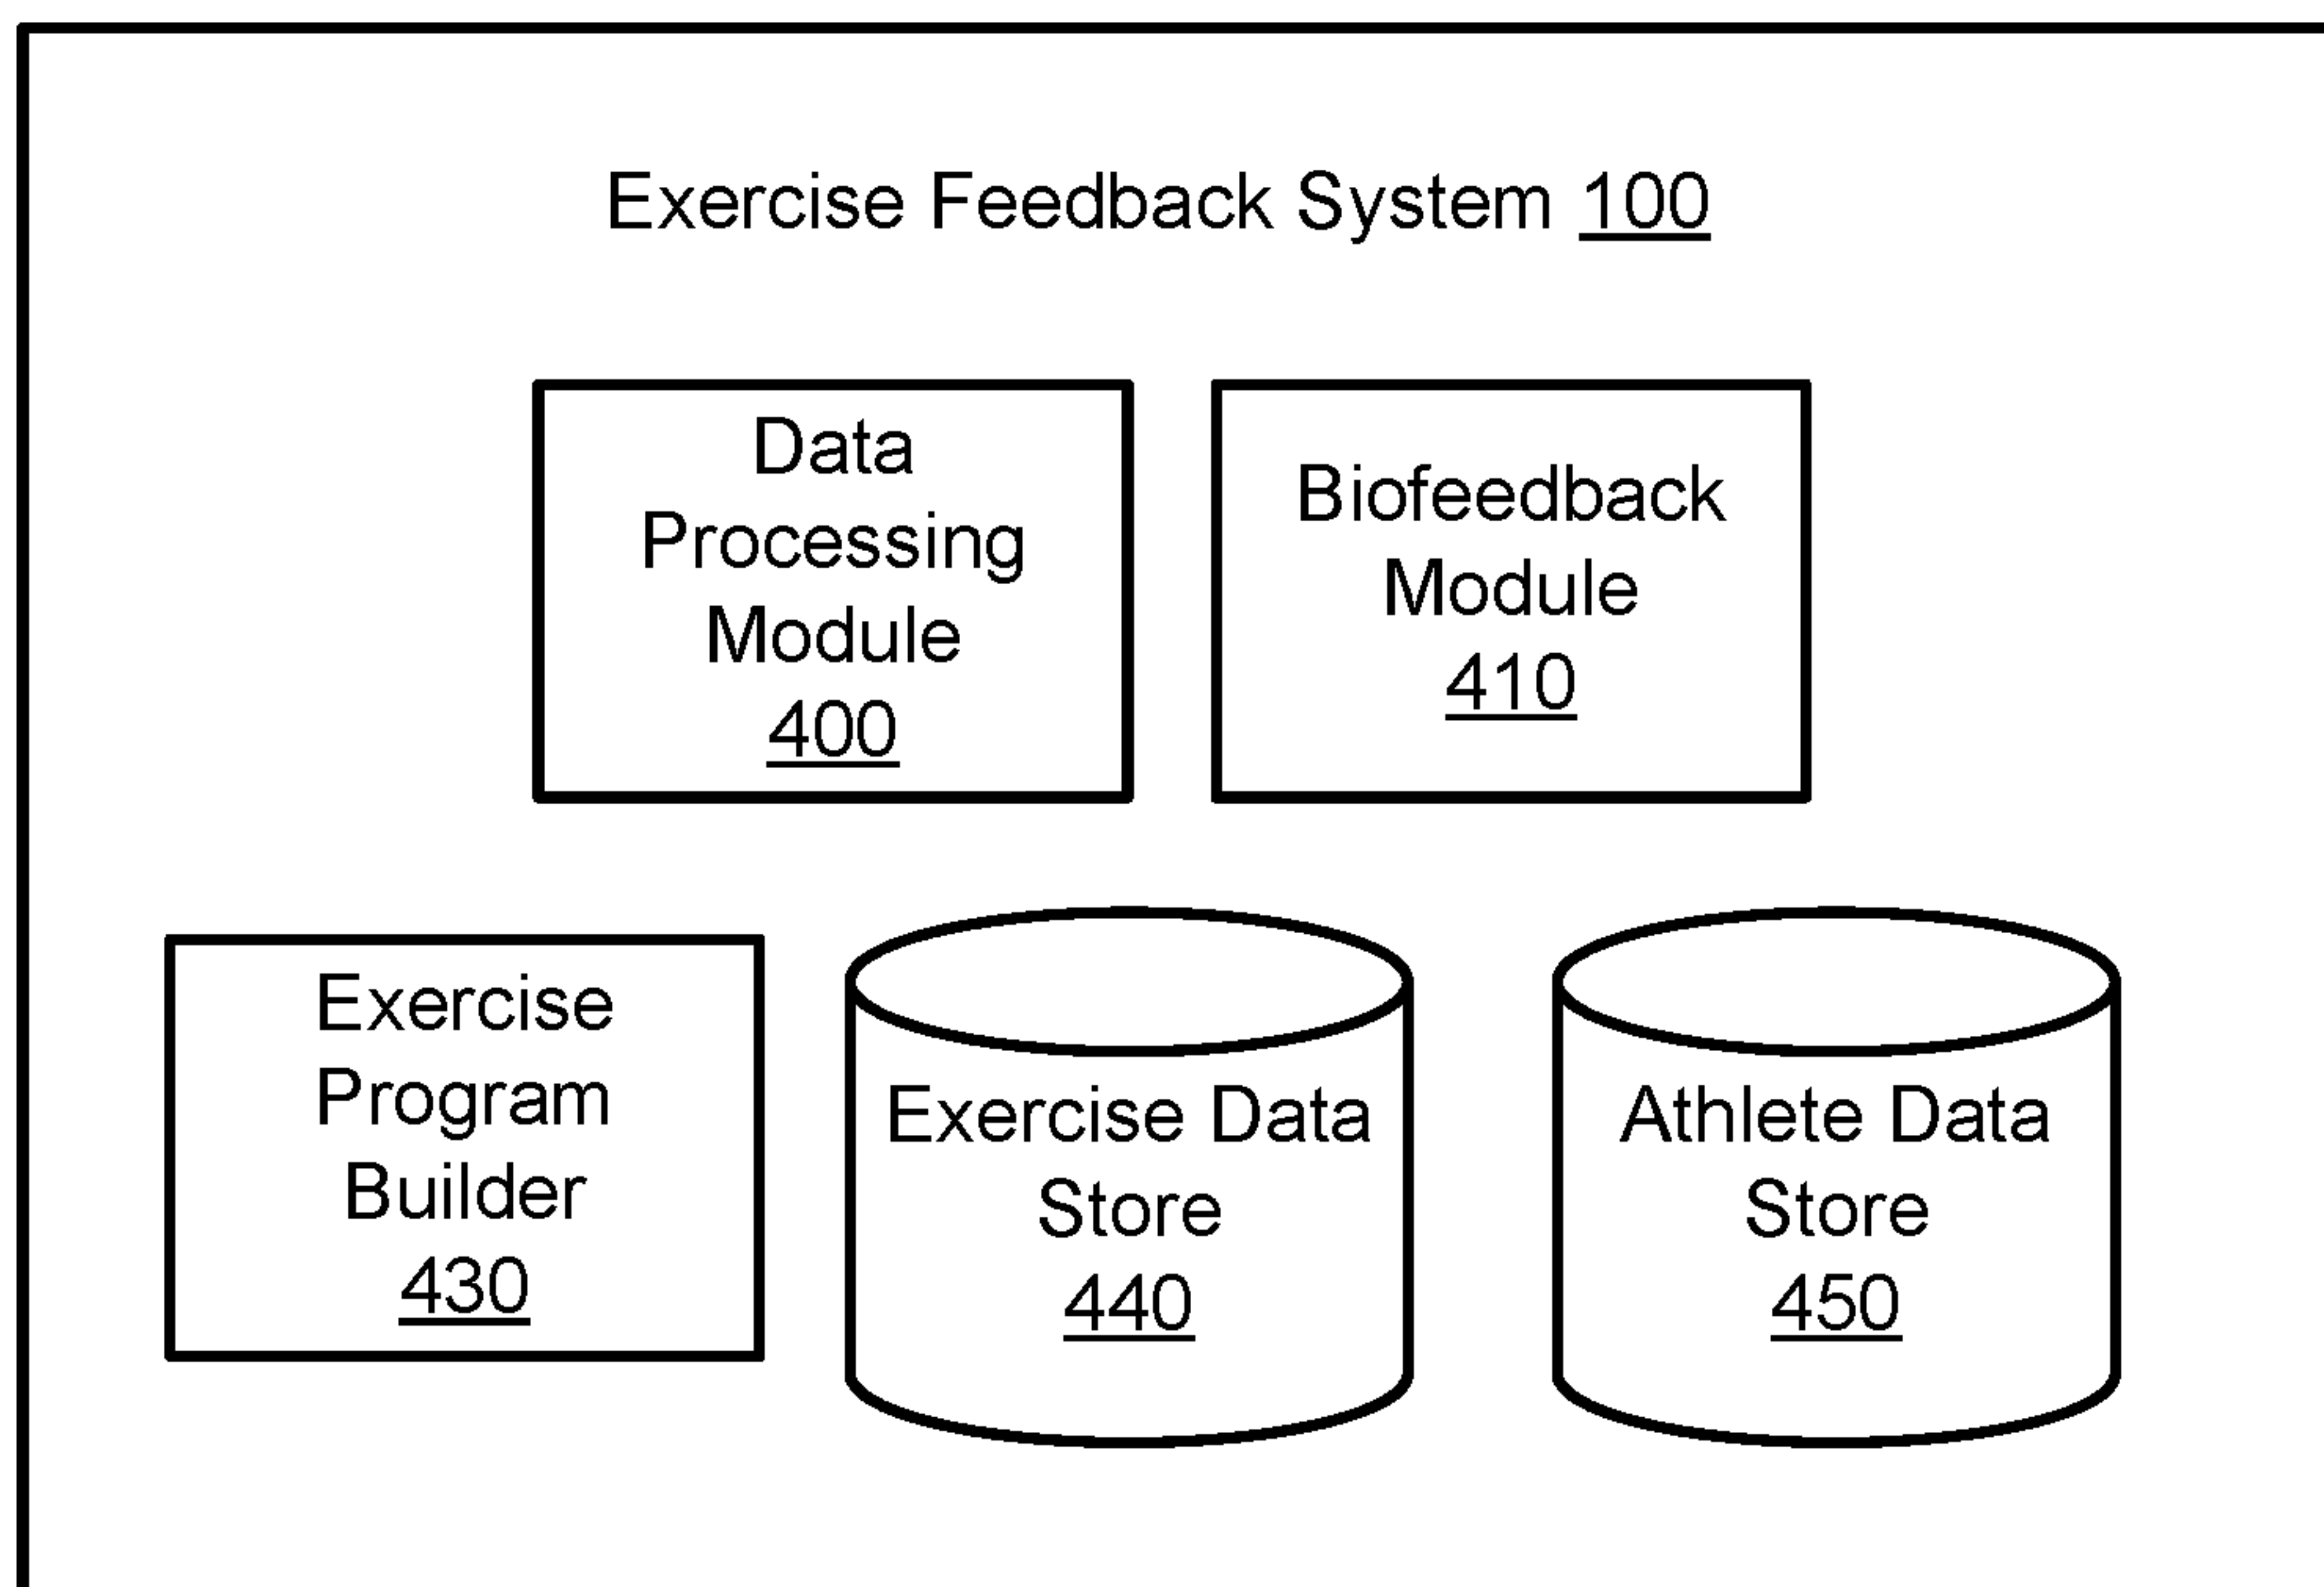 Exercise Feedback System 100
Data
Processing
Module
400
Biofeedback
Module
410
Exercise
Program
Builder
430
Exercise Data
Store
440
Athlete Data
Store
450